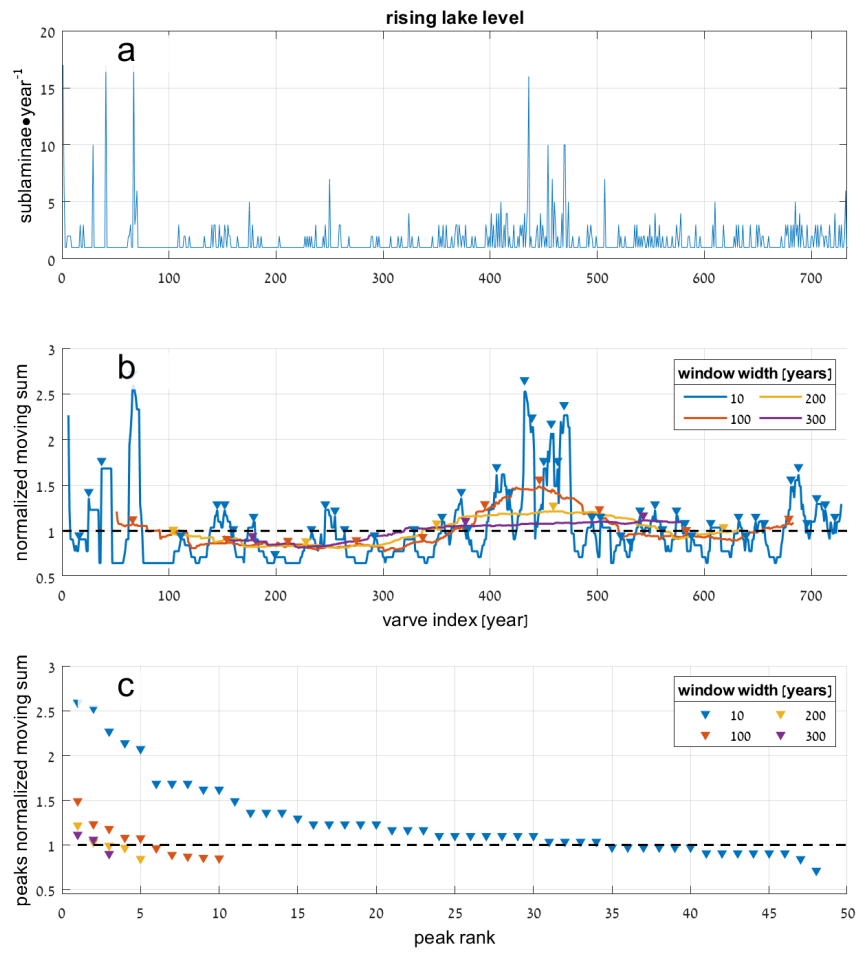 rising lake level
a
sublaminae●year⁻¹
20
15
10
5
0
0 100 200 300 400 500 600 700
b
normalized moving sum
3
2.5
2
1.5
1
0.5
window width [years]
10 200
100 300
0 100 200 300 400 500 600 700
varve index [year]
c
peaks normalized moving sum
3
2.5
2
1.5
1
0.5
window width [years]
10 200
100 300
0 5 10 15 20 25 30 35 40 45 50
peak rank